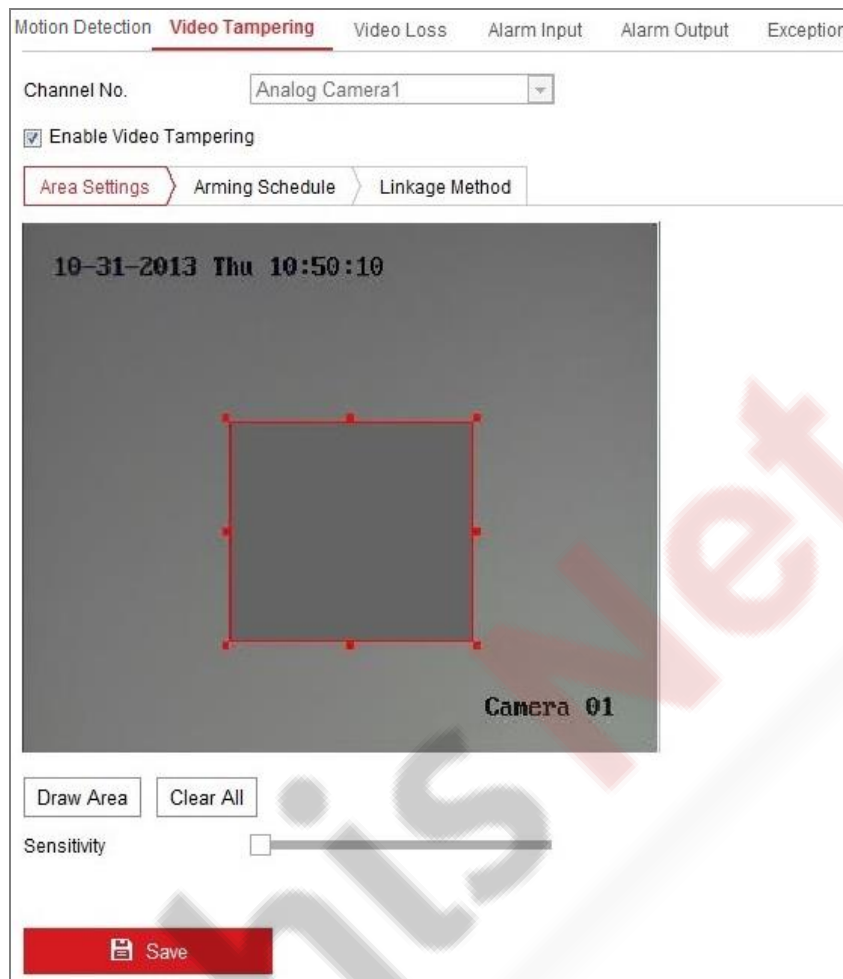 Motion Detection Video Tampering Video Loss Alarm Input Alarm Output Exception
Channel No. Analog Camera1
Enable Video Tampering
Area Settings Arming Schedule Linkage Method
10-31-2013 Thu 10:50:10
Camera 01
Draw Area Clear All
Sensitivity
Save
hisNet